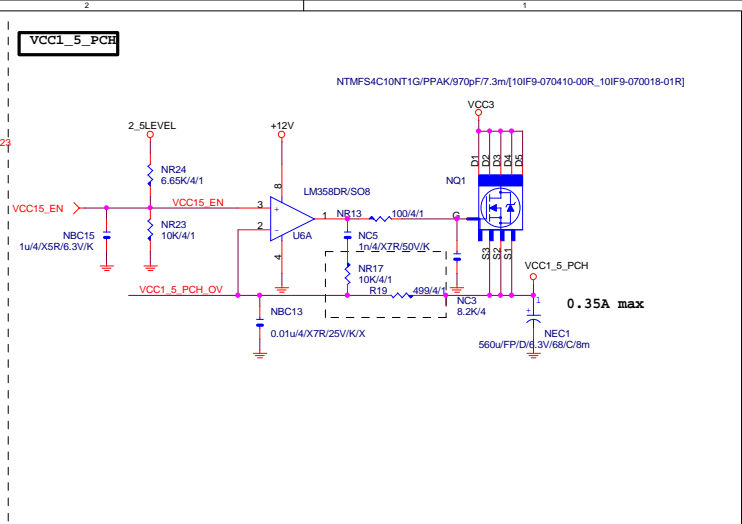 2
1
VCC1_5_PCH
NTMFS4C10NT1G/PPAK/970pF/7.3m/[10IF9-070410-00R_10IF9-070018-01R]
VCC3
2_5LEVEL
+12V
23
D1
D2
D3
D4
D5
NR24
6.65K/4/1
LM358DR/SO8
NQ1
VCC15_EN
VCC15_EN
3
8
+
1
NR13
100/4/1
G
NR23
10K/4/1
2
-
U6A
NBC15
1u/4/X5R/6.3V/K
NC5
1n/4/X7R/50V/K
4
S3
S2
S1
NR17
10K/4/1
VCC1_5_PCH
VCC1_5_PCH_OV
R19
499/4/1
NC3
8.2K/4
1
+
0.35A max
NBC13
0.01u/4/X7R/25V/K/X
NEC1
560u/FP/D/6.3V/68/C/8m